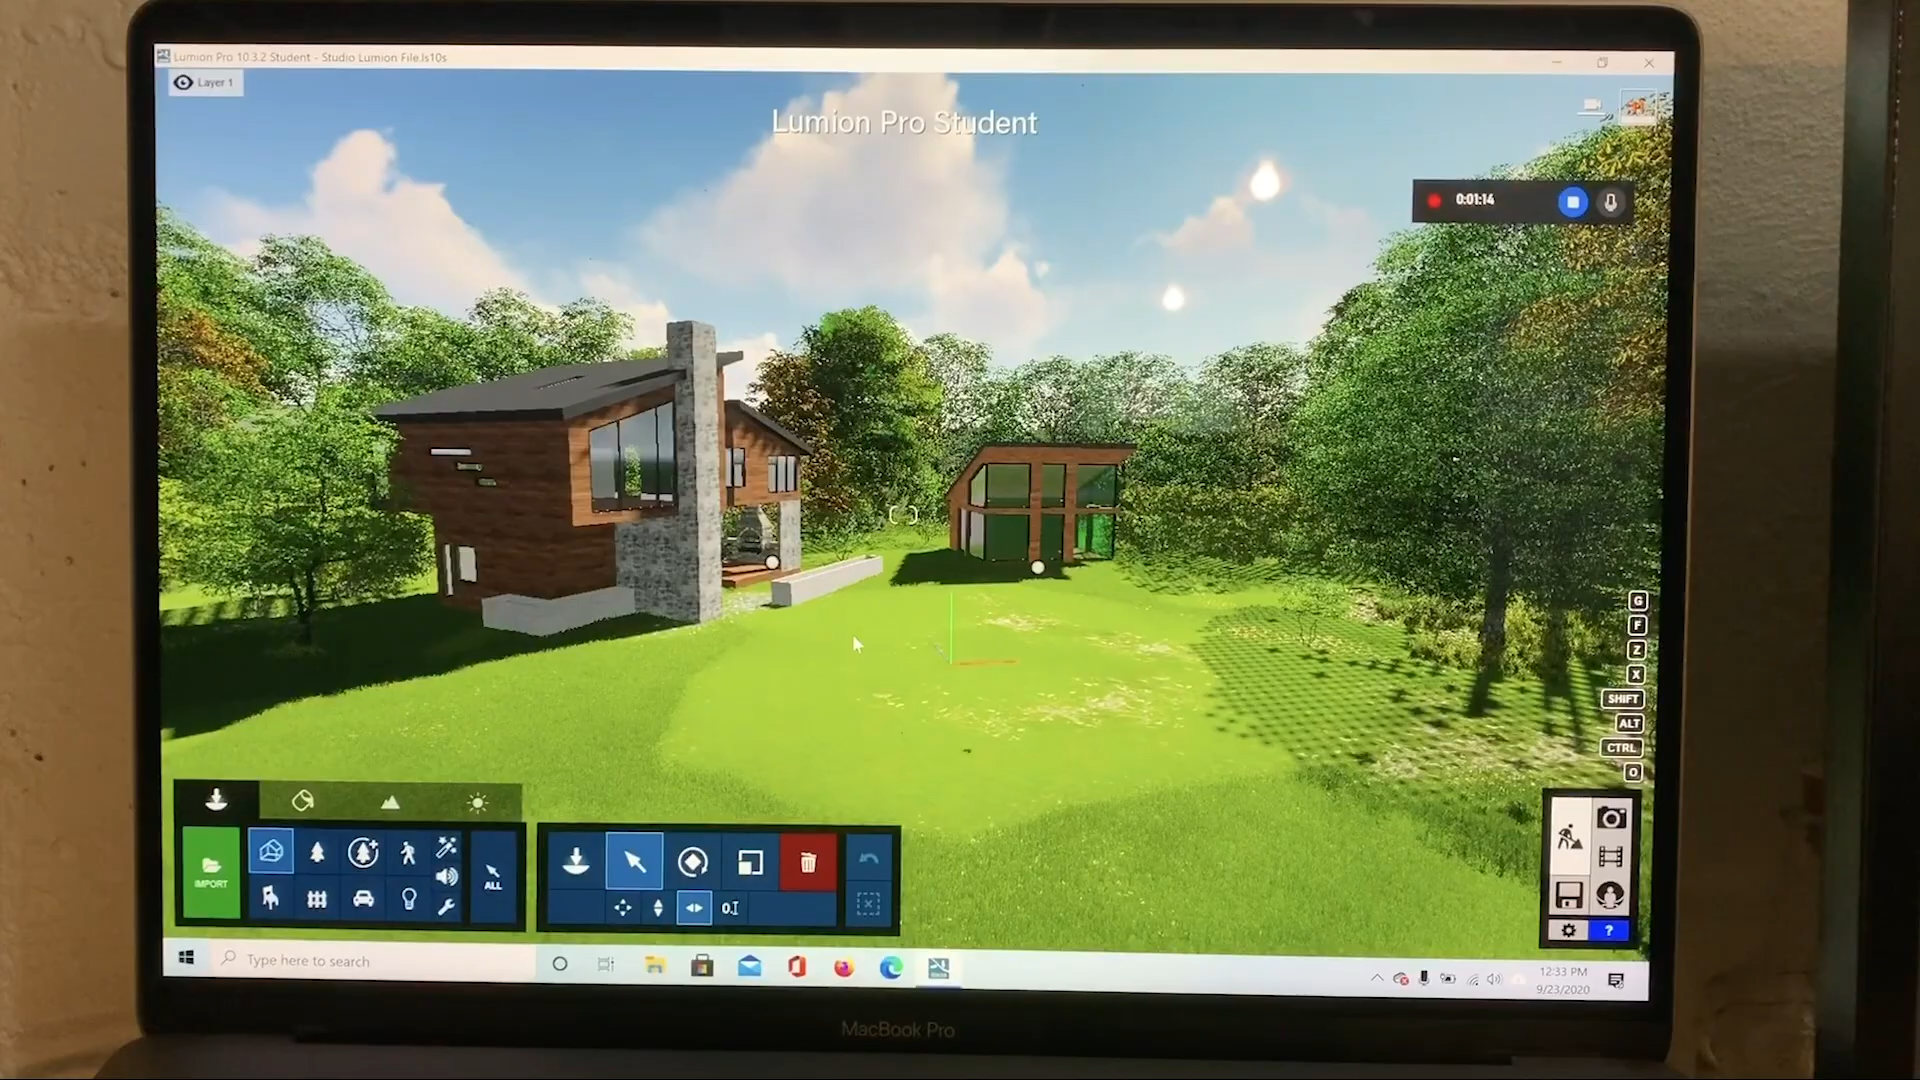 Lumion Pro 10.3.2 Student - Studio Lumion File.ls10s
Layer 1
Lumion Pro Student
0:01:14
G
F
Z
X
SHIFT
ALT
CTRL
O
IMPORT
ALL
?
Type here to search
12:33 PM
9/23/2020
MacBook Pro